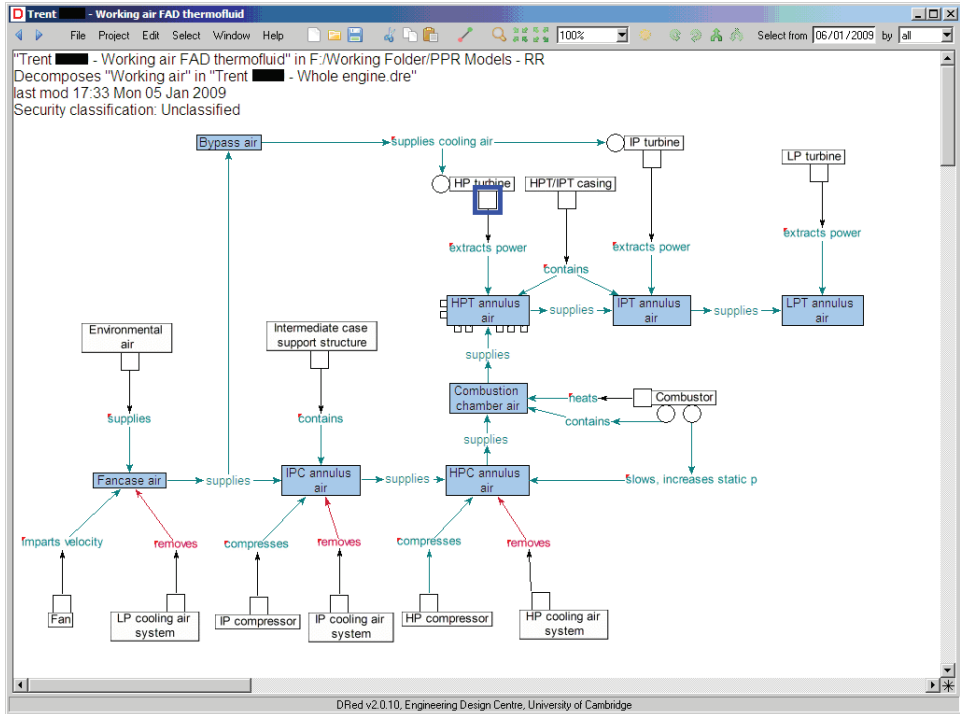 D Trent - Working air FAD thermofluid
File Project Edit Select Window Help 100% Select from 06/01/2009 by all
"Trent - Working air FAD thermofluid" in F:/Working Folder/PPR Models - RR
Decomposes "Working air" in "Trent - Whole engine.dre"
last mod 17:33 Mon 05 Jan 2009
Security classification: Unclassified
Bypass air
supplies cooling air
IP turbine
LP turbine
HP turbine
HPT/IPT casing
extracts power
extracts power
extracts power
contains
HPT annulus
air
supplies
IPT annulus
air
supplies
LPT annulus
air
Environmental
air
Intermediate case
support structure
supplies
Combustion
chamber air
heats
Combustor
contains
supplies
contains
supplies
Fancase air
supplies
IPC annulus
air
supplies
HPC annulus
air
slows, increases static p
imparts velocity
removes
compresses
removes
compresses
removes
Fan
LP cooling air
system
IP compressor
IP cooling air
system
HP compressor
HP cooling air
system
DRed v2.0.10, Engineering Design Centre, University of Cambridge